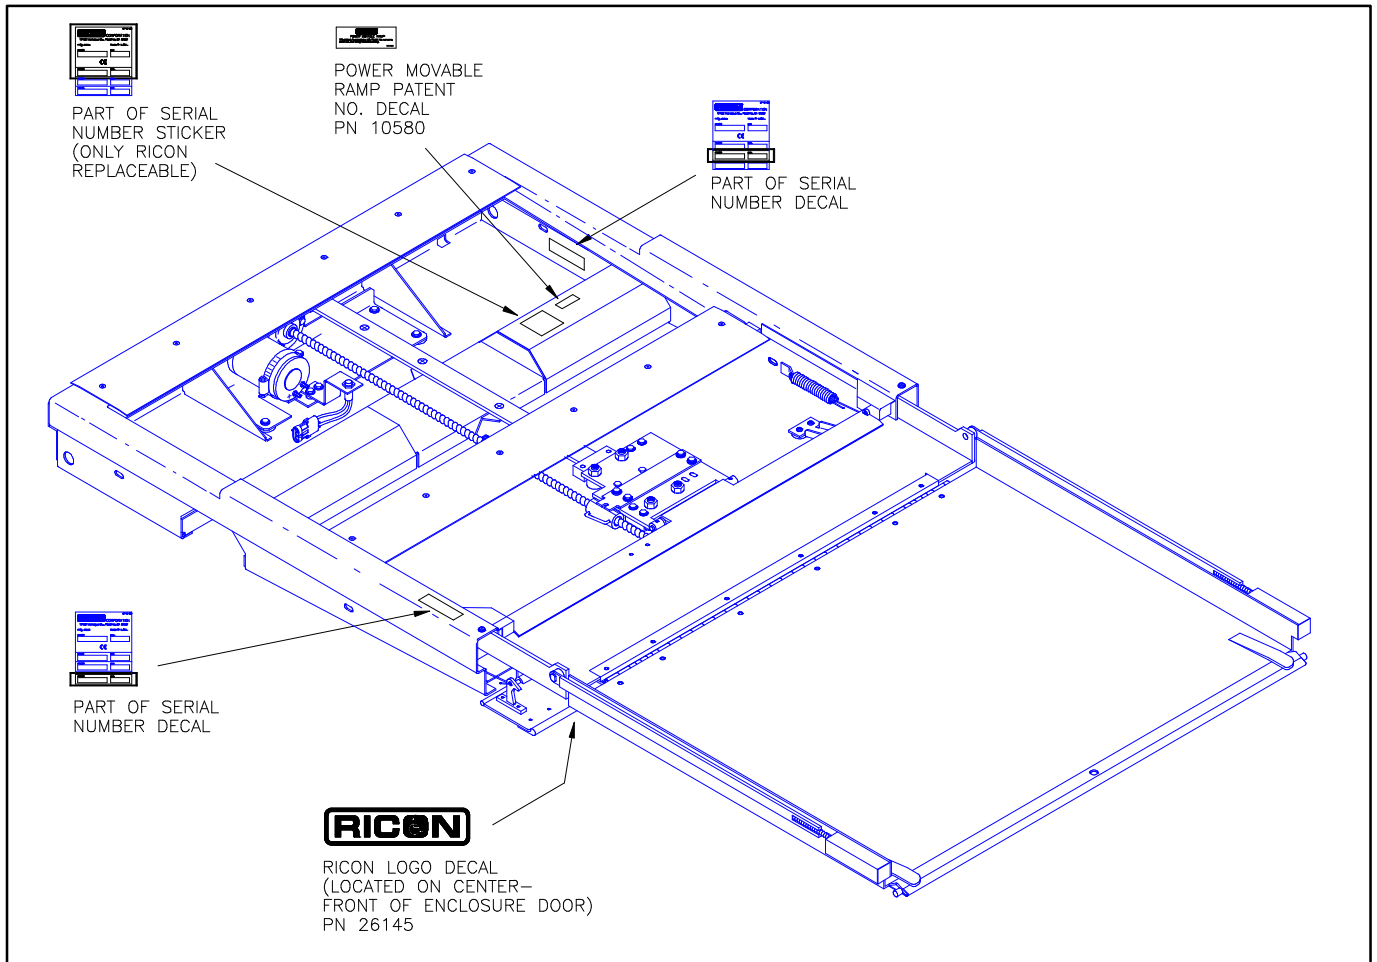 PART OF SERIAL
NUMBER STICKER
(ONLY RICON
REPLACEABLE)
POWER MOVABLE
RAMP PATENT
NO. DECAL
PN 10580
PART OF SERIAL
NUMBER DECAL
PART OF SERIAL
NUMBER DECAL
RICON
RICON LOGO DECAL
(LOCATED ON CENTER–
FRONT OF ENCLOSURE DOOR)
PN 26145